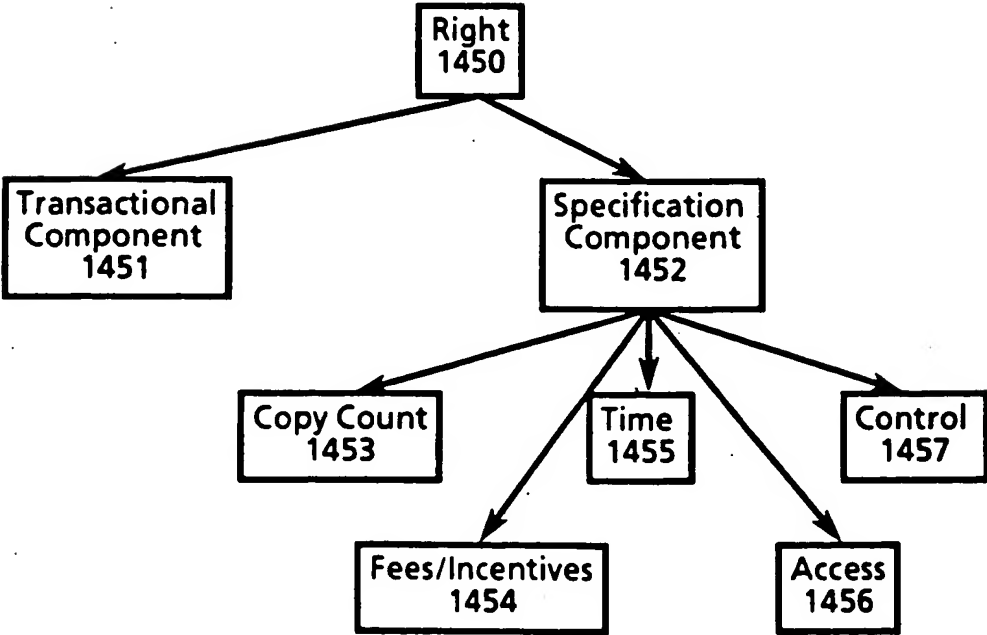 Right
1450
Transactional
Component
1451
Specification
Component
1452
Copy Count
1453
Time
1455
Control
1457
Fees/Incentives
1454
Access
1456